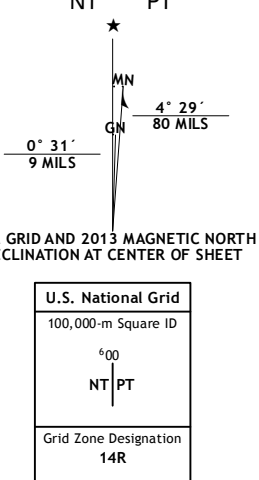 NT PT
★
MN
GN
4° 29´
80 MILS
0° 31´
9 MILS
GRID AND 2013 MAGNETIC NORTH
CLINATION AT CENTER OF SHEET
U.S. National Grid
100,000-m Square ID
⁶00
NT PT
Grid Zone Designation
14R